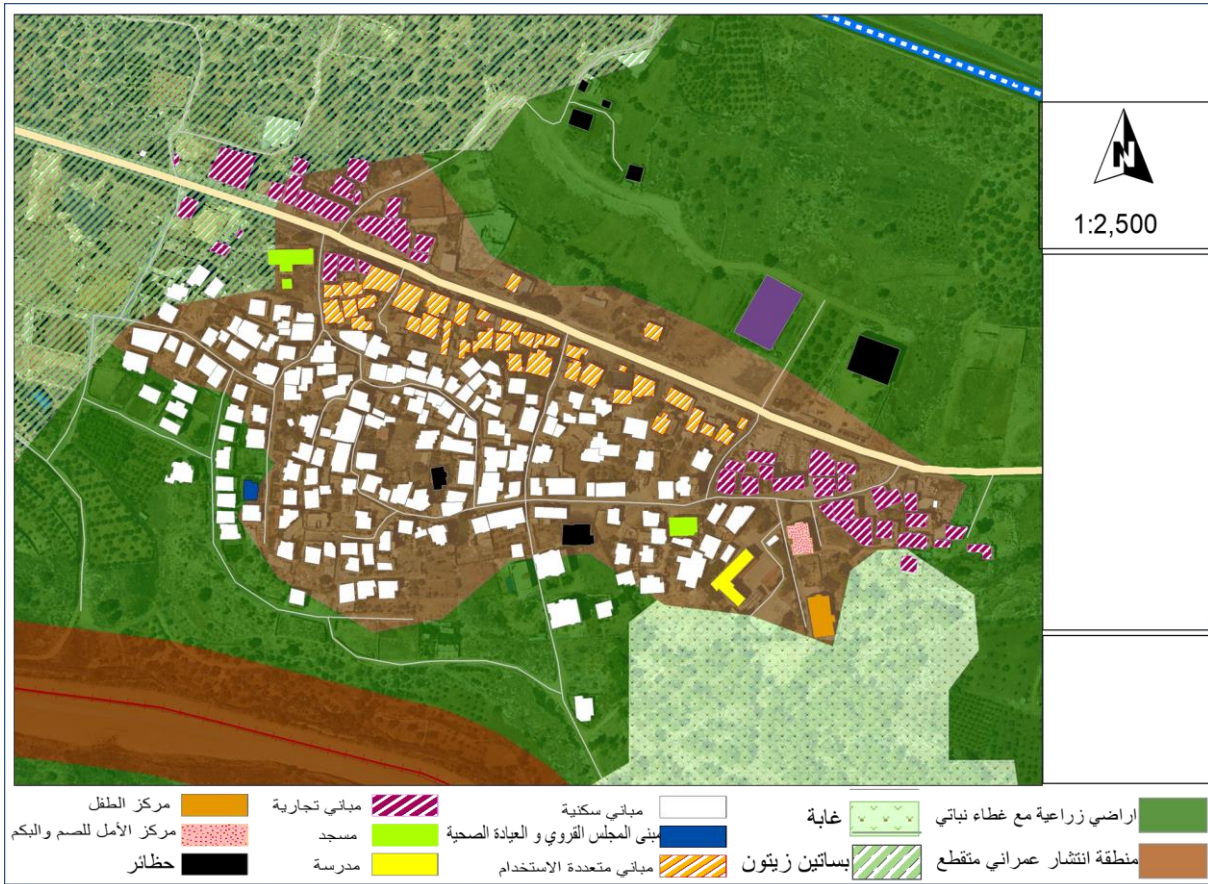 N
1:2,500
اراضي زراعية مع غطاء نباتي
منطقة انتشار عمراني متقطع
غابة
بساتين زيتون
مباني سكنية
مبنى المجلس القروي و العيادة الصحية
مباني متعددة الاستخدام
مباني تجارية
مسجد
مدرسة
مركز الطفل
مركز الأمل للصم والبكم
حظائر